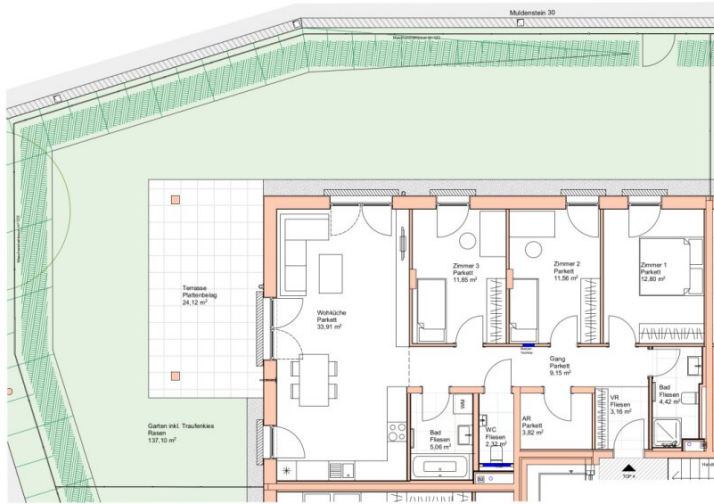 Muldenstein 30
Zimmer 3
Parkett
11,85 m²
Zimmer 2
Parkett
11,56 m²
Zimmer 1
Parkett
12,80 m²
Terrasse
Plattenbelag
24,12 m²
Wohnküche
Parkett
33,91 m²
Gang
Parkett
9,15 m²
Bad
Fliesen
4,42 m²
VR
Fliesen
3,16 m²
AR
Parkett
3,82 m²
WC
Fliesen
2,32 m²
Bad
Fliesen
5,06 m²
WM
Garten inkl. Traufenkies
Rasen
137,10 m²
TOP 4